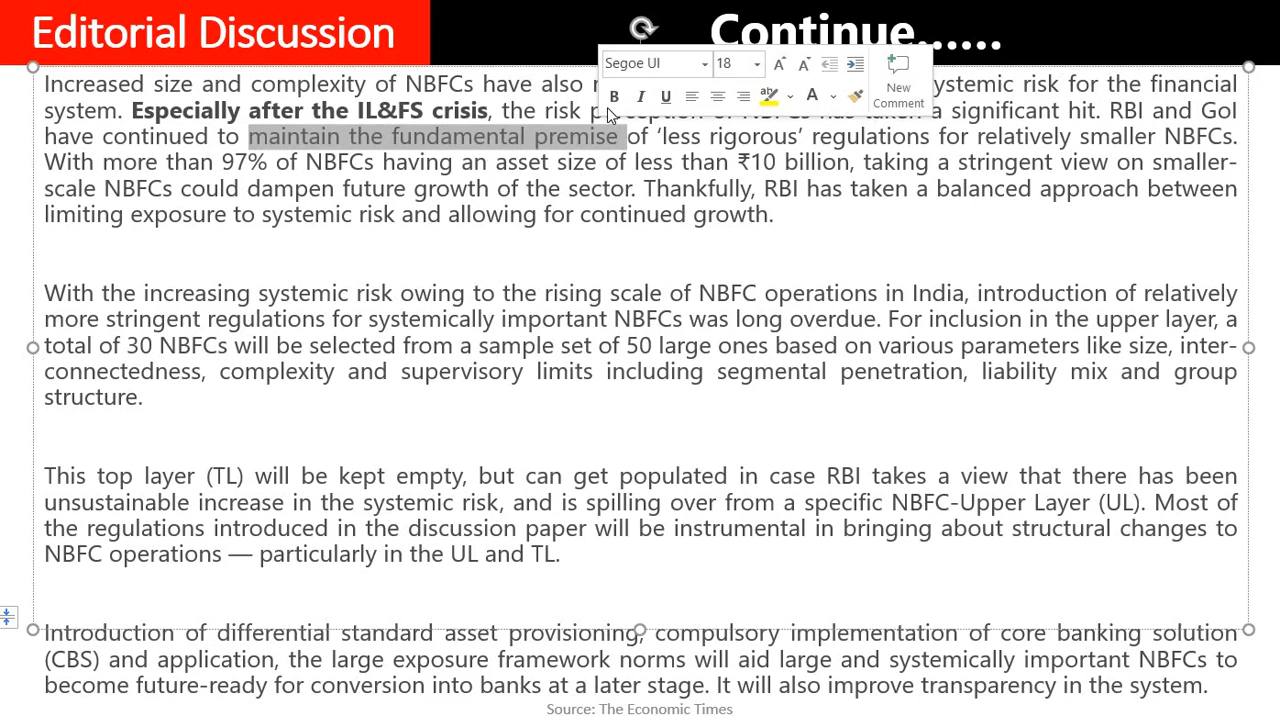 Editorial Discussion
Continue......
Segoe UI
18
New
Comment
B I U A
Increased size and complexity of NBFCs have also ystemic risk for the financial
system. Especially after the IL&FS crisis, the risk perception of NBFCs has taken a significant hit. RBI and GoI
have continued to maintain the fundamental premise of ‘less rigorous’ regulations for relatively smaller NBFCs.
With more than 97% of NBFCs having an asset size of less than ₹10 billion, taking a stringent view on smaller-
scale NBFCs could dampen future growth of the sector. Thankfully, RBI has taken a balanced approach between
limiting exposure to systemic risk and allowing for continued growth.
With the increasing systemic risk owing to the rising scale of NBFC operations in India, introduction of relatively
more stringent regulations for systemically important NBFCs was long overdue. For inclusion in the upper layer, a
total of 30 NBFCs will be selected from a sample set of 50 large ones based on various parameters like size, inter-
connectedness, complexity and supervisory limits including segmental penetration, liability mix and group
structure.
This top layer (TL) will be kept empty, but can get populated in case RBI takes a view that there has been
unsustainable increase in the systemic risk, and is spilling over from a specific NBFC-Upper Layer (UL). Most of
the regulations introduced in the discussion paper will be instrumental in bringing about structural changes to
NBFC operations — particularly in the UL and TL.
Introduction of differential standard asset provisioning, compulsory implementation of core banking solution
(CBS) and application, the large exposure framework norms will aid large and systemically important NBFCs to
become future-ready for conversion into banks at a later stage. It will also improve transparency in the system.
Source: The Economic Times